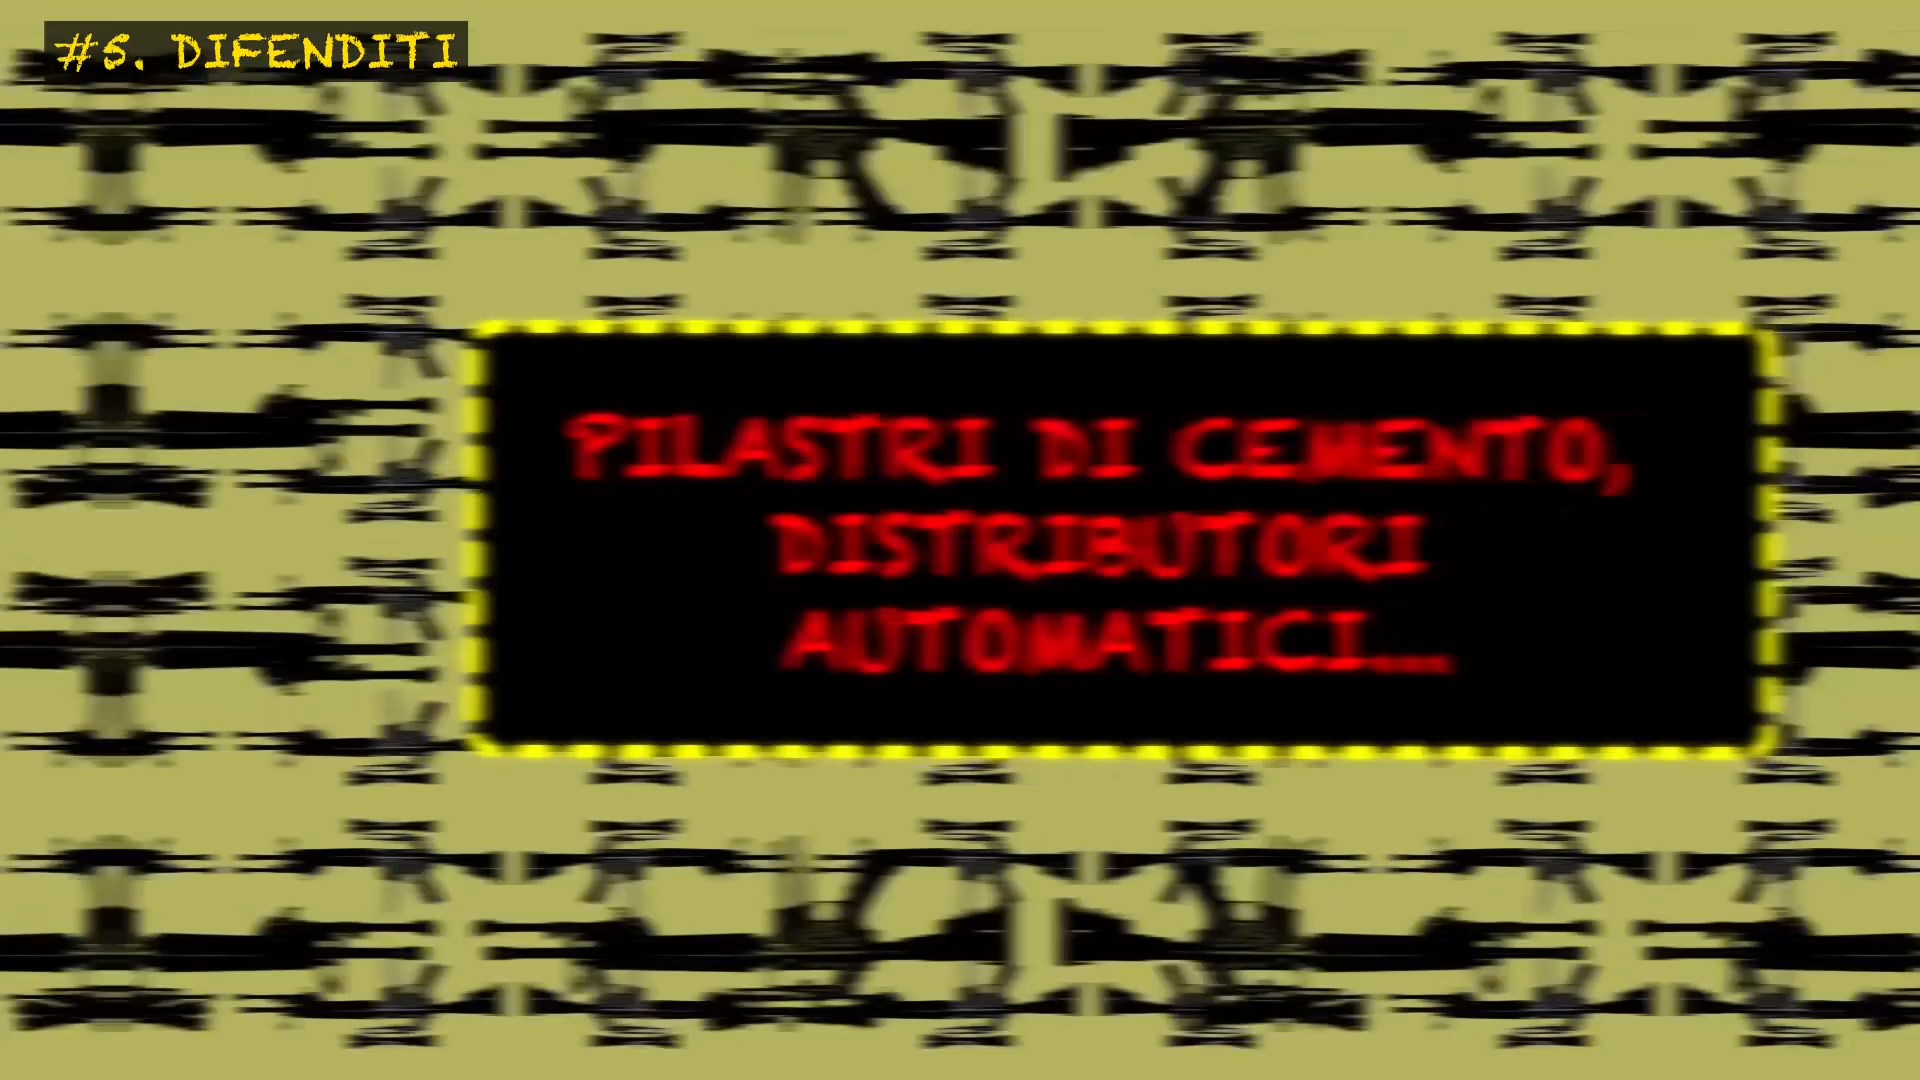 #5. DIFENDITI
PILASTRI DI CEMENTO,
DISTRIBUTORI
AUTOMATICI...